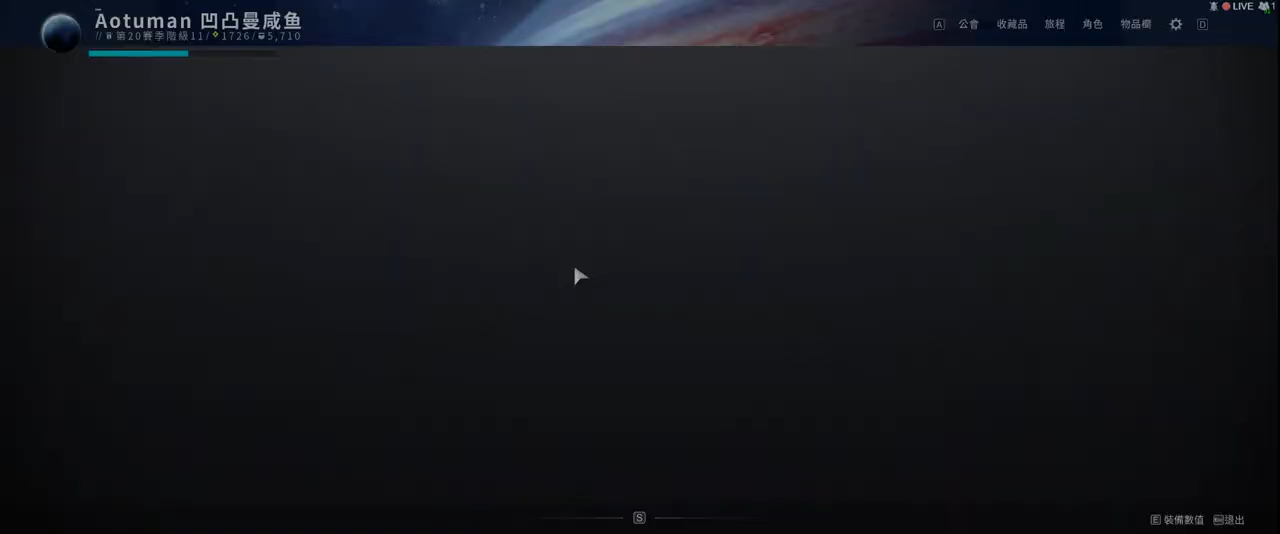 Aotuman 凹凸曼咸鱼
// 第20賽季階級11/ 1726/ 5,710
A 公會 收藏品 旅程 角色 物品欄 D
LIVE 1
S
E 裝備數值 退出